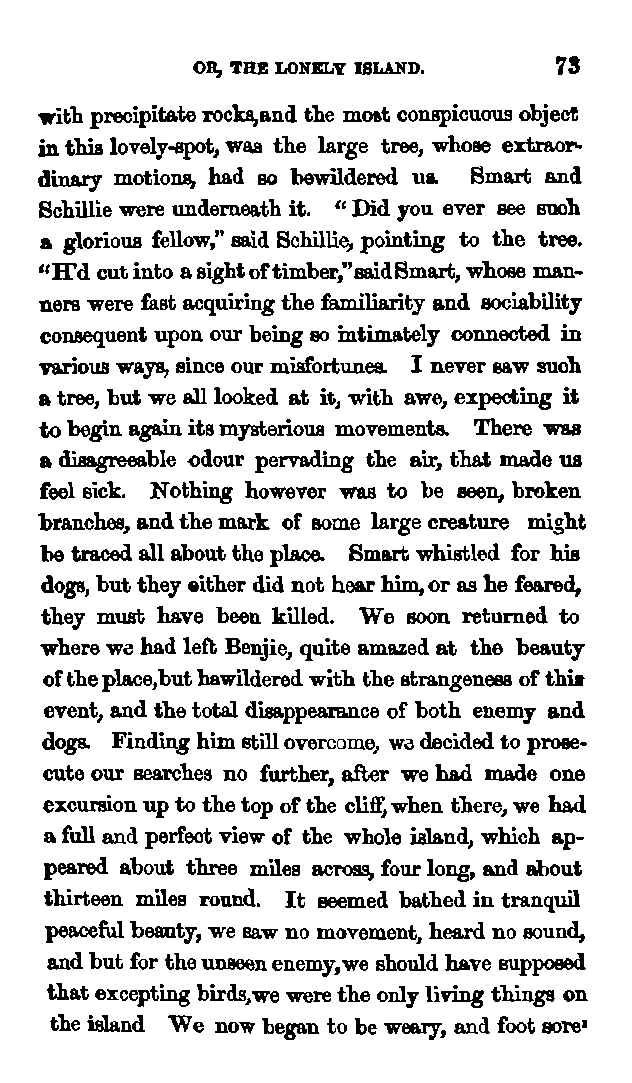 OR, THE LONELY ISLAND. 73
with precipitate rocks, and the most conspicuous object
in this lovely-spot, was the large tree, whose extraor-
dinary motions, had so bewildered us. Smart and
Schillie were underneath it. “Did you ever see such
a glorious fellow,” said Schillie, pointing to the tree.
“H'd cut into a sight of timber,” said Smart, whose man-
ners were fast acquiring the familiarity and sociability
consequent upon our being so intimately connected in
various ways, since our misfortunes. I never saw such
a tree, but we all looked at it, with awe, expecting it
to begin again its mysterious movements. There was
a disagreeable odour pervading the air, that made us
feel sick. Nothing however was to be seen, broken
branches, and the mark of some large creature might
be traced all about the place. Smart whistled for his
dogs, but they either did not hear him, or as he feared,
they must have been killed. We soon returned to
where we had left Benjie, quite amazed at the beauty
of the place, but hawildered with the strangeness of this
event, and the total disappearance of both enemy and
dogs. Finding him still overcome, we decided to prose-
cute our searches no further, after we had made one
excursion up to the top of the cliff, when there, we had
a full and perfect view of the whole island, which ap-
peared about three miles across, four long, and about
thirteen miles round. It seemed bathed in tranquil
peaceful beauty, we saw no movement, heard no sound,
and but for the unseen enemy, we should have supposed
that excepting birds, we were the only living things on
the island We now began to be weary, and foot sore'